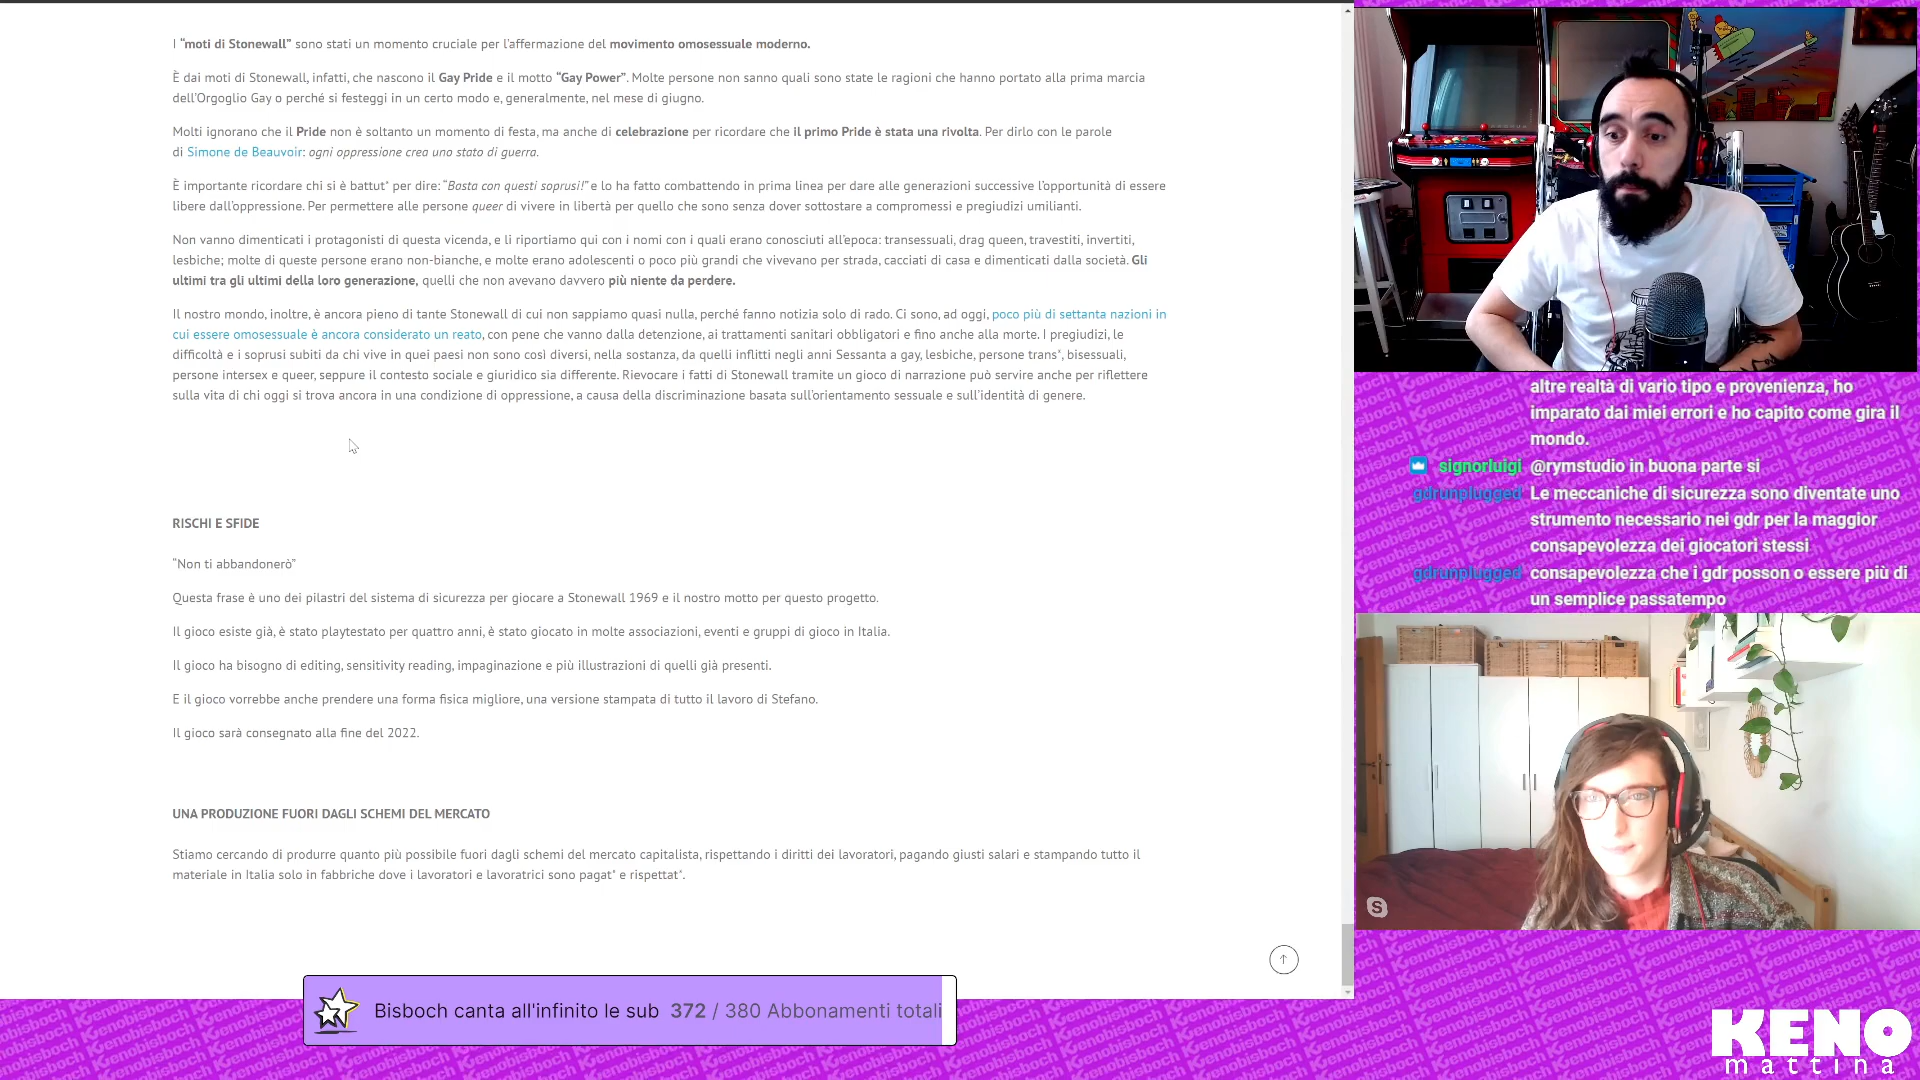 I “moti di Stonewall” sono stati un momento cruciale per l’affermazione del movimento omosessuale moderno.
È dai moti di Stonewall, infatti, che nascono il Gay Pride e il motto “Gay Power”. Molte persone non sanno quali sono state le ragioni che hanno portato alla prima marcia
dell’Orgoglio Gay o perché si festeggi in un certo modo e, generalmente, nel mese di giugno.
Molti ignorano che il Pride non è soltanto un momento di festa, ma anche di celebrazione per ricordare che il primo Pride è stata una rivolta. Per dirlo con le parole
di Simone de Beauvoir: ogni oppressione crea uno stato di guerra.
È importante ricordare chi si è battut* per dire: “Basta con questi soprusi!” e lo ha fatto combattendo in prima linea per dare alle generazioni successive l’opportunità di essere
libere dall’oppressione. Per permettere alle persone queer di vivere in libertà per quello che sono senza dover sottostare a compromessi e pregiudizi umilianti.
Non vanno dimenticati i protagonisti di questa vicenda, e li riportiamo qui con i nomi con i quali erano conosciuti all’epoca: transessuali, drag queen, travestiti, invertiti,
lesbiche; molte di queste persone erano non-bianche, e molte erano adolescenti o poco più grandi che vivevano per strada, cacciati di casa e dimenticati dalla società. Gli
ultimi tra gli ultimi della loro generazione, quelli che non avevano davvero più niente da perdere.
Il nostro mondo, inoltre, è ancora pieno di tante Stonewall di cui non sappiamo quasi nulla, perché fanno notizia solo di rado. Ci sono, ad oggi, poco più di settanta nazioni in
cui essere omosessuale è ancora considerato un reato, con pene che vanno dalla detenzione, ai trattamenti sanitari obbligatori e fino anche alla morte. I pregiudizi, le
difficoltà e i soprusi subiti da chi vive in quei paesi non sono così diversi, nella sostanza, da quelli inflitti negli anni Sessanta a gay, lesbiche, persone trans*, bisessuali,
persone intersex e queer, seppure il contesto sociale e giuridico sia differente. Rievocare i fatti di Stonewall tramite un gioco di narrazione può servire anche per riflettere
sulla vita di chi oggi si trova ancora in una condizione di oppressione, a causa della discriminazione basata sull’orientamento sessuale e sull’identità di genere.
RISCHI E SFIDE
“Non ti abbandonerò”
Questa frase è uno dei pilastri del sistema di sicurezza per giocare a Stonewall 1969 e il nostro motto per questo progetto.
Il gioco esiste già, è stato playtestato per quattro anni, è stato giocato in molte associazioni, eventi e gruppi di gioco in Italia.
Il gioco ha bisogno di editing, sensitivity reading, impaginazione e più illustrazioni di quelli già presenti.
E il gioco vorrebbe anche prendere una forma fisica migliore, una versione stampata di tutto il lavoro di Stefano.
Il gioco sarà consegnato alla fine del 2022.
UNA PRODUZIONE FUORI DAGLI SCHEMI DEL MERCATO
Stiamo cercando di produrre quanto più possibile fuori dagli schemi del mercato capitalista, rispettando i diritti dei lavoratori, pagando giusti salari e stampando tutto il
materiale in Italia solo in fabbriche dove i lavoratori e lavoratrici sono pagat* e rispettat*.
Bisboch canta all'infinito le sub 372 / 380 Abbonamenti totali
altre realtà di vario tipo e provenienza, ho
imparato dai miei errori e ho capito come gira il
mondo.
signorluigi @rymstudio in buona parte si
gdrunplugged Le meccaniche di sicurezza sono diventate uno
strumento necessario nei gdr per la maggior
consapevolezza dei giocatori stessi
gdrunplugged consapevolezza che i gdr posson o essere più di
un semplice passatempo
KENO
mattina